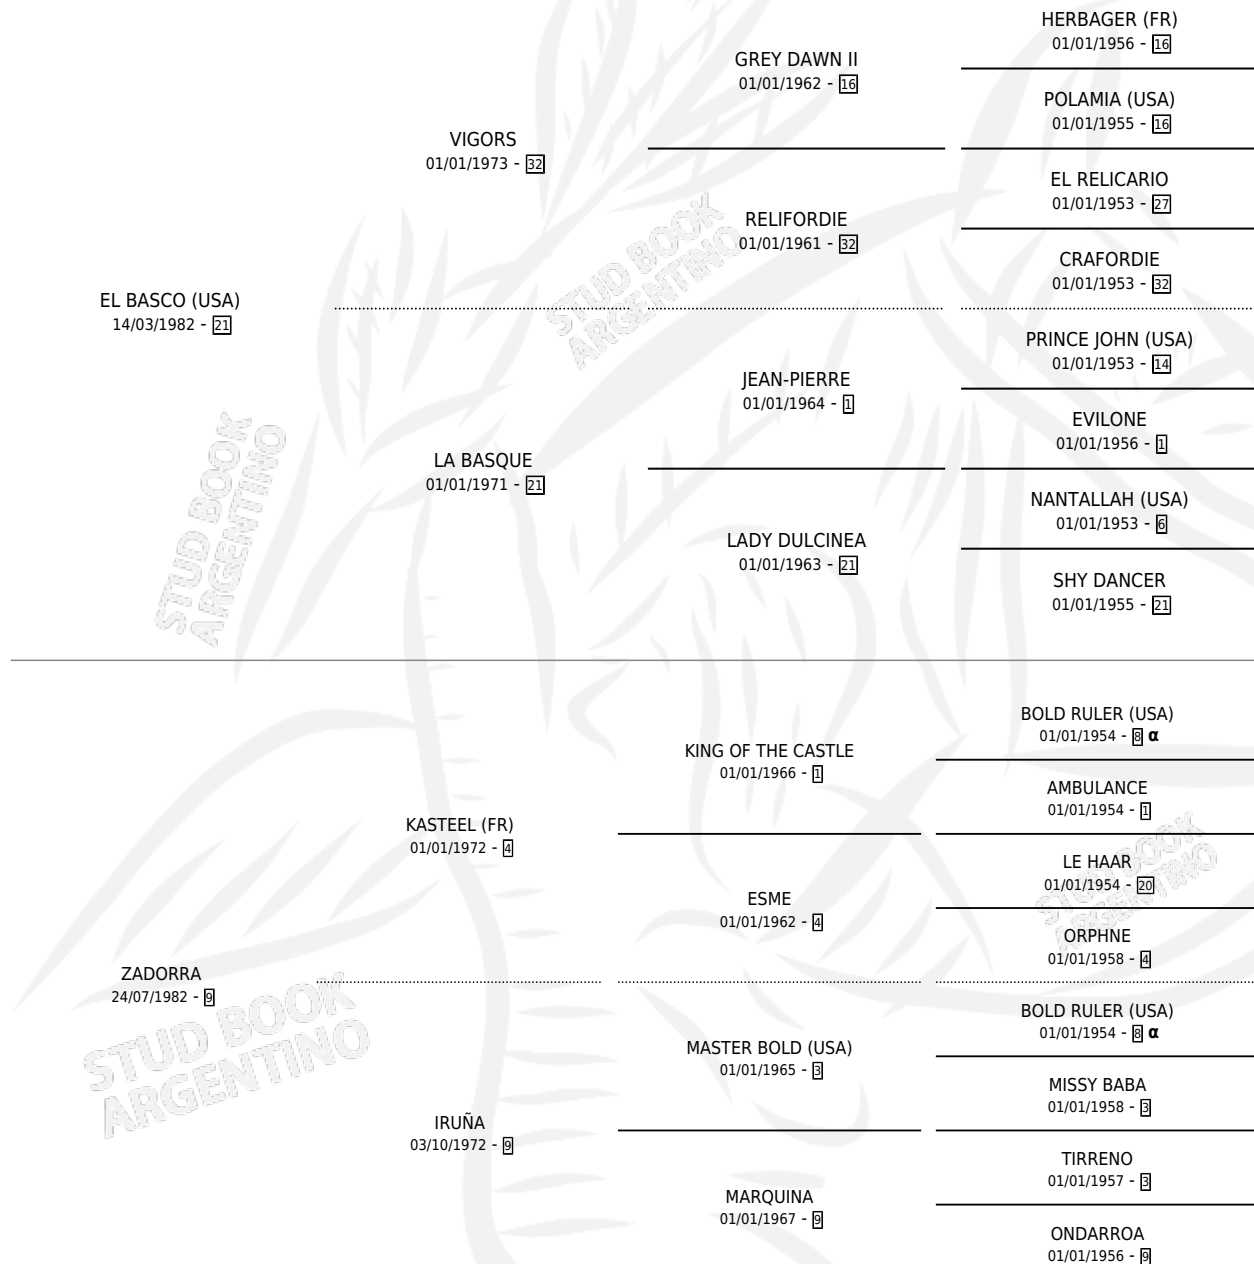 HERBAGER (FR)
01/01/1956 - 16
GREY DAWN II
01/01/1962 - 16
POLAMIA (USA)
01/01/1955 - 16
VIGORS
01/01/1973 - 32
EL RELICARIO
01/01/1953 - 27
RELIFORDIE
01/01/1961 - 32
CRAFORDIE
01/01/1953 - 32
EL BASCO (USA)
14/03/1982 - 21
PRINCE JOHN (USA)
01/01/1953 - 14
JEAN-PIERRE
01/01/1964 - 1
EVILONE
01/01/1956 - 1
LA BASQUE
01/01/1971 - 21
NANTALLAH (USA)
01/01/1953 - 6
LADY DULCINEA
01/01/1963 - 21
SHY DANCER
01/01/1955 - 21
BOLD RULER (USA)
01/01/1954 - 8 α
KING OF THE CASTLE
01/01/1966 - 1
AMBULANCE
01/01/1954 - 1
KASTEEL (FR)
01/01/1972 - 4
LE HAAR
01/01/1954 - 20
ESME
01/01/1962 - 4
ORPHNE
01/01/1958 - 4
ZADORRA
24/07/1982 - 9
BOLD RULER (USA)
01/01/1954 - 8 α
MASTER BOLD (USA)
01/01/1965 - 3
MISSY BABA
01/01/1958 - 3
IRUÑA
03/10/1972 - 9
TIRRENO
01/01/1957 - 3
MARQUINA
01/01/1967 - 9
ONDARROA
01/01/1956 - 9
STUD BOOK
ARGENTINO
STUD BOOK
ARGENTINO
STUD BOOK
ARGENTINO
STUD BOOK
ARGENTINO